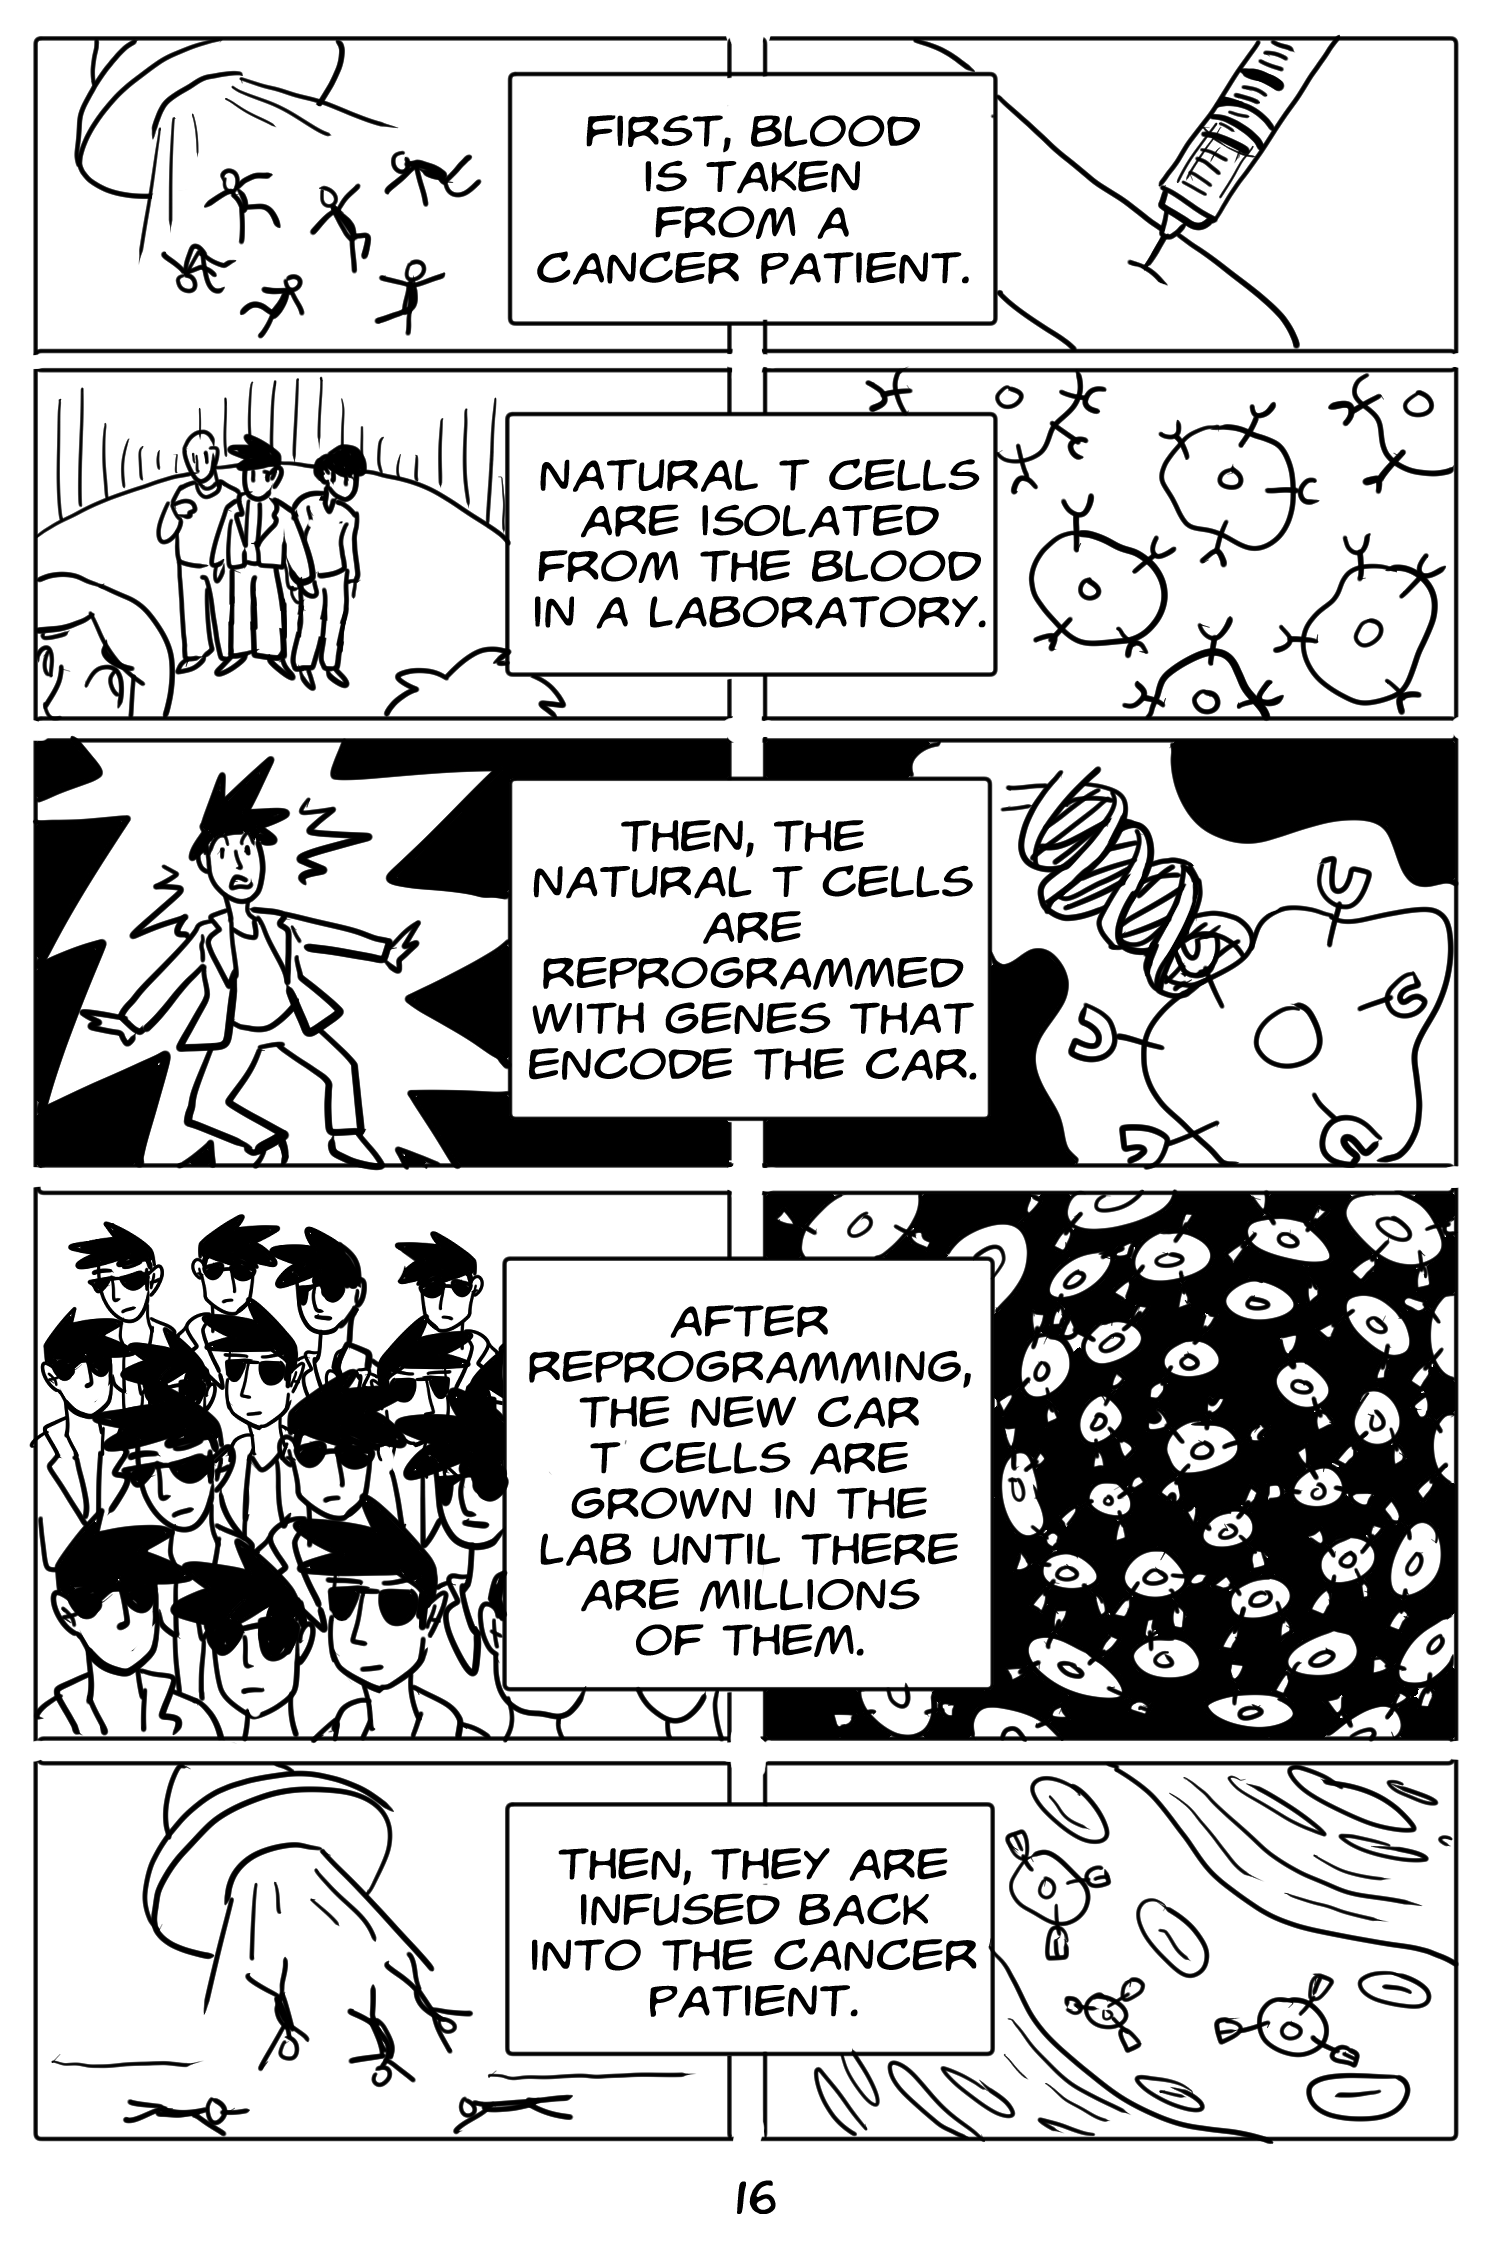 FIRST, BLOOD
IS TAKEN
FROM A
CANCER PATIENT.
NATURAL T CELLS
ARE ISOLATED
FROM THE BLOOD
IN A LABORATORY.
THEN, THE
NATURAL T CELLS
ARE
REPROGRAMMED
WITH GENES THAT
ENCODE THE CAR.
AFTER
REPROGRAMMING,
THE NEW CAR
T CELLS ARE
GROWN IN THE
LAB UNTIL THERE
ARE MILLIONS
OF THEM.
THEN, THEY ARE
INFUSED BACK
INTO THE CANCER
PATIENT.
16